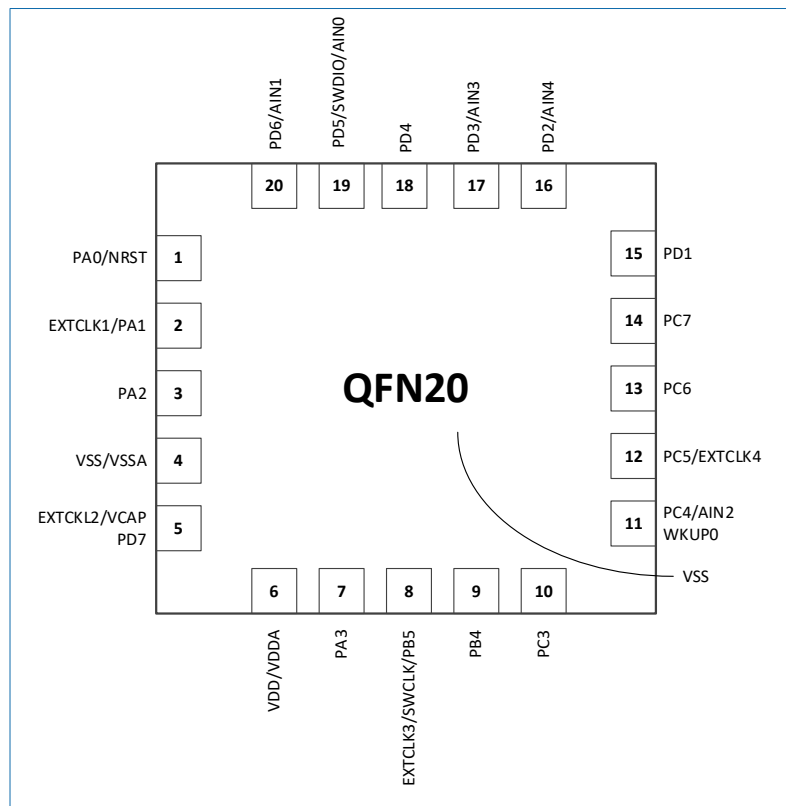 PD6/AIN1
PD5/SWDIO/AIN0
PD4
PD3/AIN3
PD2/AIN4
20
19
18
17
16
PA0/NRST
1
EXTCLK1/PA1
2
PA2
3
VSS/VSSA
4
EXTCKL2/VCAP
PD7
5
QFN20
15
PD1
14
PC7
13
PC6
12
PC5/EXTCLK4
11
PC4/AIN2
WKUP0
VSS
6
7
8
9
10
VDD/VDDA
PA3
EXTCLK3/SWCLK/PB5
PB4
PC3